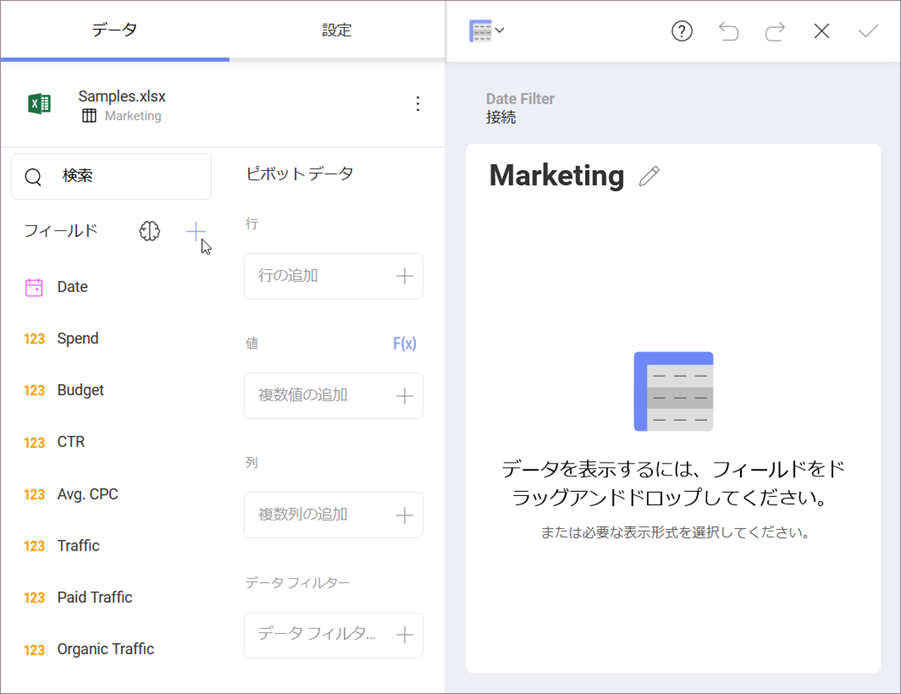 データ
設定
Samples.xlsx
Marketing
検索
フィールド
Date
123 Spend
123 Budget
123 CTR
123 Avg. CPC
123 Traffic
123 Paid Traffic
123 Organic Traffic
ピボットデータ
行
行の追加
値
F(x)
複数値の追加
列
複数列の追加
データ フィルター
データ フィルタ...
?
Date Filter
接続
Marketing
データを表示するには、フィールドをド
ラッグアンドドロップしてください。
または必要な表示形式を選択してください。